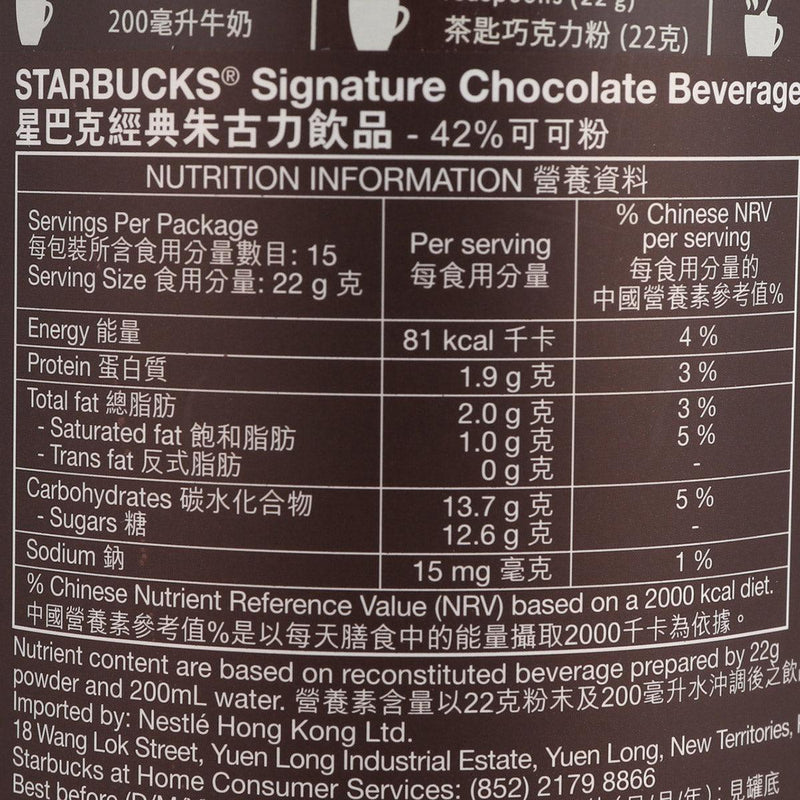 200毫升牛奶
(22 g)
茶匙巧克力粉 (22克)
STARBUCKS® Signature Chocolate Beverage
星巴克經典朱古力飲品 - 42%可可粉
NUTRITION INFORMATION 營養資料
Servings Per Package
每包裝所含食用分量數目: 15
Serving Size 食用分量: 22 g 克
Per serving
每食用分量
% Chinese NRV
per serving
每食用分量的
中國營養素參考值%
Energy 能量 81 kcal 千卡 4 %
Protein 蛋白質 1.9 g 克 3 %
Total fat 總脂肪 2.0 g 克 3 %
- Saturated fat 飽和脂肪 1.0 g 克 5 %
- Trans fat 反式脂肪 0 g 克 -
Carbohydrates 碳水化合物 13.7 g 克 5 %
- Sugars 糖 12.6 g 克 -
Sodium 鈉 15 mg 毫克 1 %
% Chinese Nutrient Reference Value (NRV) based on a 2000 kcal diet.
中國營養素參考值%是以每天膳食中的能量攝取2000千卡為依據。
Nutrient content are based on reconstituted beverage prepared by 22g
powder and 200mL water. 營養素含量以22克粉末及200毫升水沖調後之飲
Imported by: Nestlé Hong Kong Ltd.
18 Wang Lok Street, Yuen Long Industrial Estate, Yuen Long, New Territories,
Starbucks at Home Consumer Services: (852) 2179 8866
Best before 見罐底